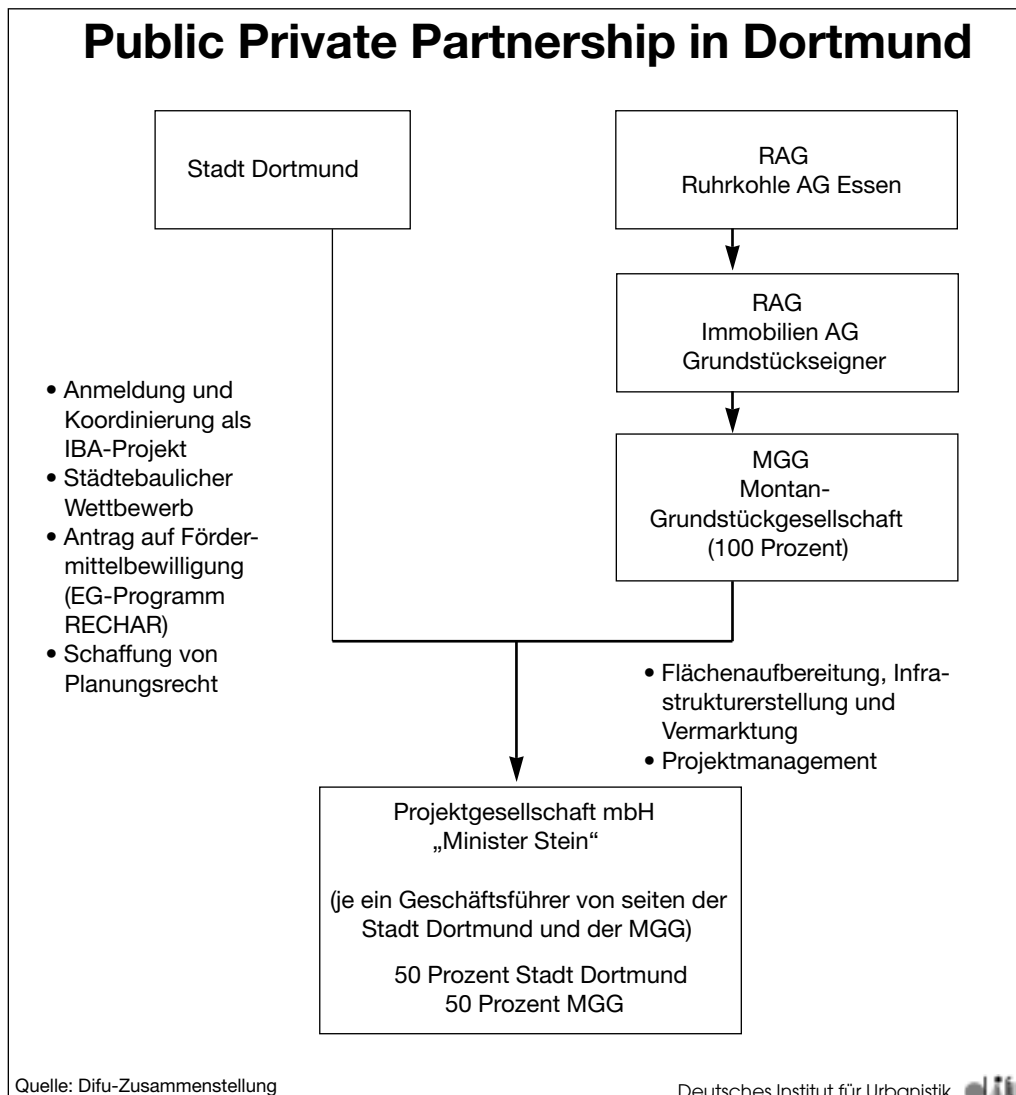 Public Private Partnership in Dortmund
Stadt Dortmund
RAG
Ruhrkohle AG Essen
RAG
Immobilien AG
Grundstückseigner
MGG
Montan-
Grundstückgesellschaft
(100 Prozent)
• Anmeldung und
Koordinierung als
IBA-Projekt
• Städtebaulicher
Wettbewerb
• Antrag auf Förder-
mittelbewilligung
(EG-Programm
RECHAR)
• Schaffung von
Planungsrecht
• Flächenaufbereitung, Infra-
strukturerstellung und
Vermarktung
• Projektmanagement
Projektgesellschaft mbH
„Minister Stein“
(je ein Geschäftsführer von seiten der
Stadt Dortmund und der MGG)
50 Prozent Stadt Dortmund
50 Prozent MGG
Quelle: Difu-Zusammenstellung
Deutsches Institut für Urbanistik